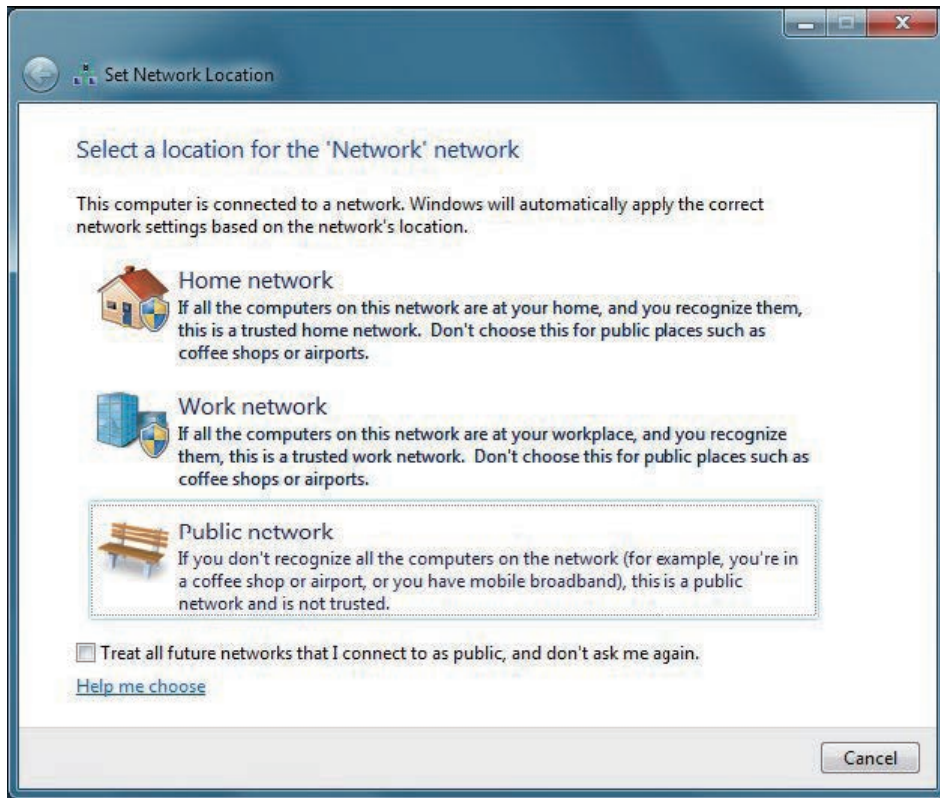 Set Network Location
Select a location for the 'Network' network
This computer is connected to a network. Windows will automatically apply the correct
network settings based on the network's location.
Home network
If all the computers on this network are at your home, and you recognize them,
this is a trusted home network.  Don't choose this for public places such as
coffee shops or airports.
Work network
If all the computers on this network are at your workplace, and you recognize
them, this is a trusted work network.  Don't choose this for public places such as
coffee shops or airports.
Public network
If you don't recognize all the computers on the network (for example, you're in
a coffee shop or airport, or you have mobile broadband), this is a public
network and is not trusted.
Treat all future networks that I connect to as public, and don't ask me again.
Help me choose
Cancel